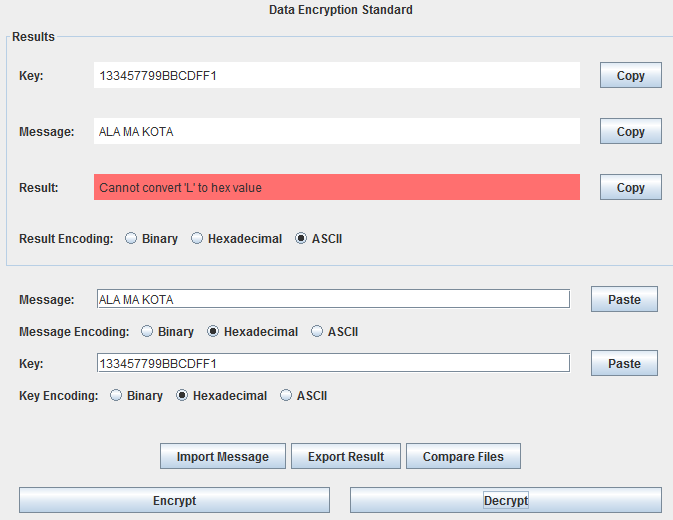 Data Encryption Standard
Results
Key: 133457799BBCDFF1 Copy
Message: ALA MA KOTA Copy
Result: Cannot convert 'L' to hex value Copy
Result Encoding: Binary Hexadecimal ASCII
Message: ALA MA KOTA Paste
Message Encoding: Binary Hexadecimal ASCII
Key: 133457799BBCDFF1 Paste
Key Encoding: Binary Hexadecimal ASCII
Import Message Export Result Compare Files
Encrypt Decrypt